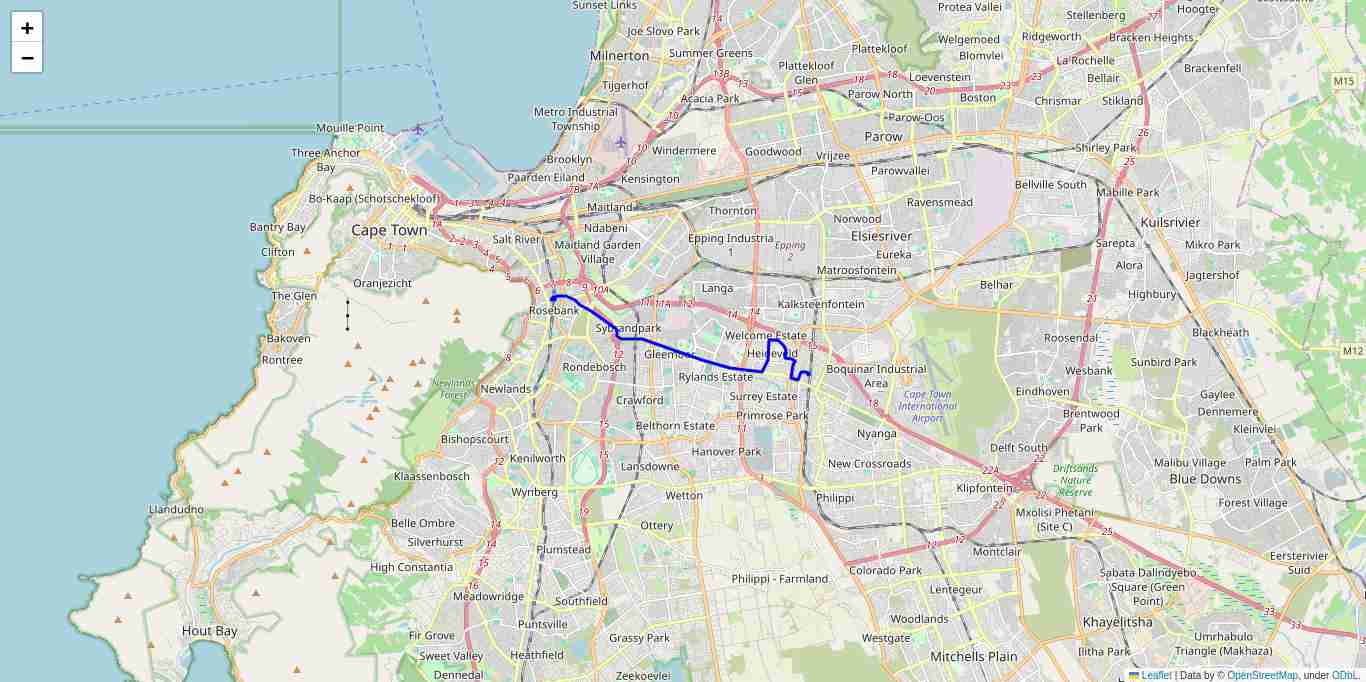 Sunset Links
Protea Vallei
Hoogte
Stellenberg
Joe Slovo Park
Welgemoed
Ridgeworth
Bracken Heights
Milnerton
Summer Greens
Plattekloof
Blomvlei
La Rochelle
Plattekloof
Glen
Loevenstein
Bellair
Brackenfell
M15
Tijgerhof
Acacia Park
Parow North
Boston
Chrismar
Stikland
Metro Industrial
Township
Parow-Oos
Mouille Point
Parow
Three Anchor
Bay
Brooklyn
Windermere
Goodwood
Vrijzee
Shirley Park
Paarden Eiland
Kensington
Parowvallei
Bellville South
Mabille Park
Bo-Kaap (Schotschekloof)
Maitland
Thornton
Norwood
Ravensmead
Kuilsrivier
Bantry Bay
Cape Town
Ndabeni
Salt River
Maitland Garden
Village
Epping Industria
1
Epping
2
Elsiesriver
Eureka
Sarepta
Mikro Park
Clifton
Matroosfontein
Alora
Jagtershof
Oranjezicht
Langa
Belhar
Highbury
The Glen
Rosebank
Kalksteenfontein
Bakoven
Sybrandpark
Welcome Estate
Roosendal
Blackheath
M12
Rontree
Gleemoor
Heideveld
Rondebosch
Rylands Estate
Boquinar Industrial
Area
Wesbank
Sunbird Park
Newlands
Forest
Newlands
Crawford
Surrey Estate
Cape Town
International
Airport
Eindhoven
Gaylee
Primrose Park
Brentwood
Park
Dennemere
Belthorn Estate
Nyanga
Kleinvlei
Bishopscourt
Hanover Park
Delft South
Kenilworth
Lansdowne
New Crossroads
Driftsands
Nature
Reserve
Malibu Village
Palm Park
Klaassenbosch
Blue Downs
Wynberg
Wetton
Philippi
Klipfontein
Forest Village
Llandudno
Belle Ombre
Ottery
Mxolisi Phetani
(Site C)
Silverhurst
Plumstead
Montclair
Eersterivier
Suid
High Constantia
Colorado Park
Sabata Dalindyebo
Square (Green
Point)
Philippi - Farmland
Lentegeur
Meadowridge
Southfield
Woodlands
Khayelitsha
Puntsville
Hout Bay
Fir Grove
Grassy Park
Westgate
Umrhabulo
Triangle (Makhaza)
Sweet Valley
Heathfield
Mitchells Plain
Ilitha Park
Dennedal
Zeekoevlei
Leaflet | Data by © OpenStreetMap, under ODbL.